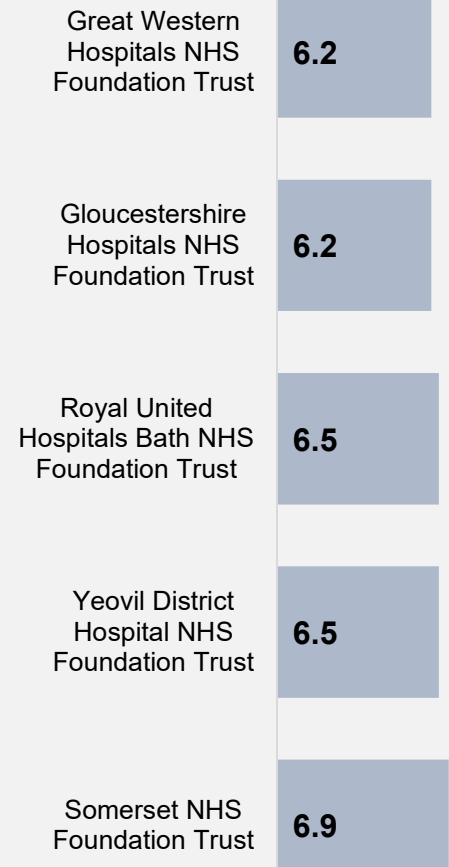 Great Western
Hospitals NHS
Foundation Trust
6.2
Gloucestershire
Hospitals NHS
Foundation Trust
6.2
Royal United
Hospitals Bath NHS
Foundation Trust
6.5
Yeovil District
Hospital NHS
Foundation Trust
6.5
Somerset NHS
Foundation Trust
6.9